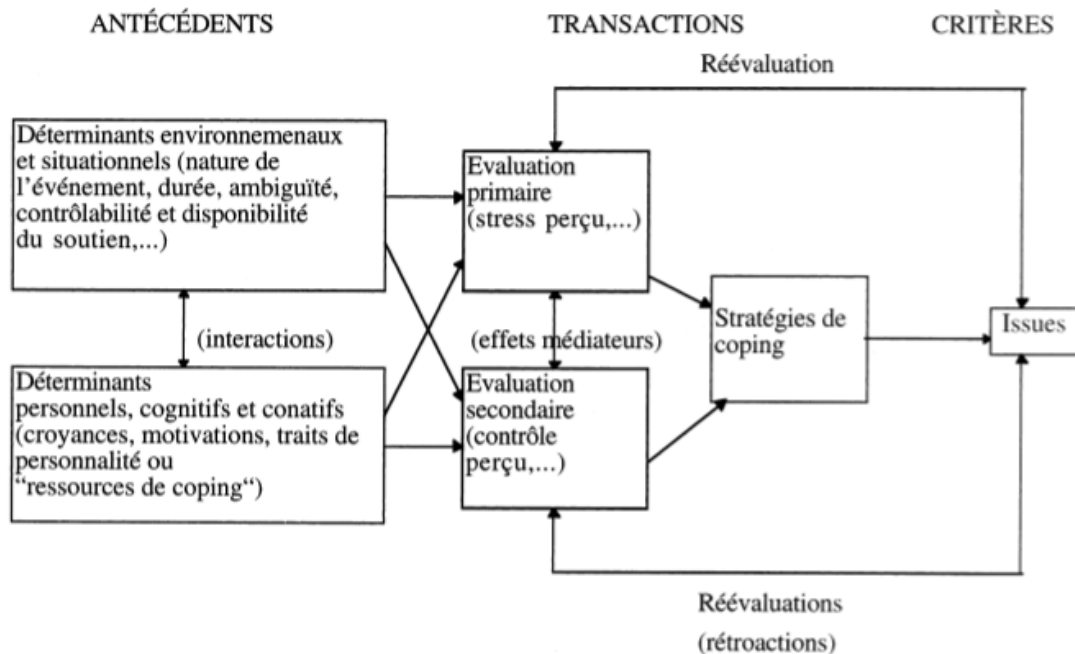 ANTÉCÉDENTS
TRANSACTIONS
CRITÈRES
Réévaluation
Déterminants environnemenaux
et situationnels (nature de
l'événement, durée, ambiguïté,
contrôlabilité et disponibilité
du soutien,...)
Evaluation
primaire
(stress perçu,...)
(interactions)
(effets médiateurs)
Stratégies de
coping
Issues
Déterminants
personnels, cognitifs et conatifs
(croyances, motivations, traits de
personnalité ou
“ressources de coping“)
Evaluation
secondaire
(contrôle
perçu,...)
Réévaluations
(rétroactions)